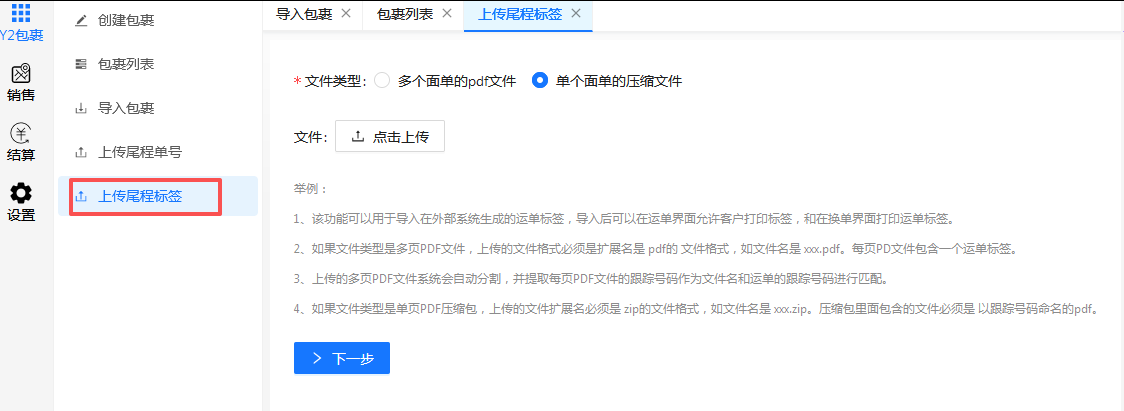 Y2包裹
销售
结算
设置
创建包裹
包裹列表
导入包裹
上传尾程单号
上传尾程标签
导入包裹 包裹列表 上传尾程标签
* 文件类型: 多个面单的pdf文件 单个面单的压缩文件
文件: 点击上传
举例：
1、该功能可以用于导入在外部系统生成的运单标签，导入后可以在运单界面允许客户打印标签，和在换单界面打印运单标签。
2、如果文件类型是多页PDF文件，上传的文件格式必须是扩展名是 pdf的 文件格式，如文件名是 xxx.pdf。每页PD文件包含一个运单标签。
3、上传的多页PDF文件系统会自动分割，并提取每页PDF文件的跟踪号码作为文件名和运单的跟踪号码进行匹配。
4、如果文件类型是单页PDF压缩包，上传的文件扩展名必须是 zip的文件格式，如文件名是 xxx.zip。压缩包里面包含的文件必须是 以跟踪号码命名的pdf。
下一步